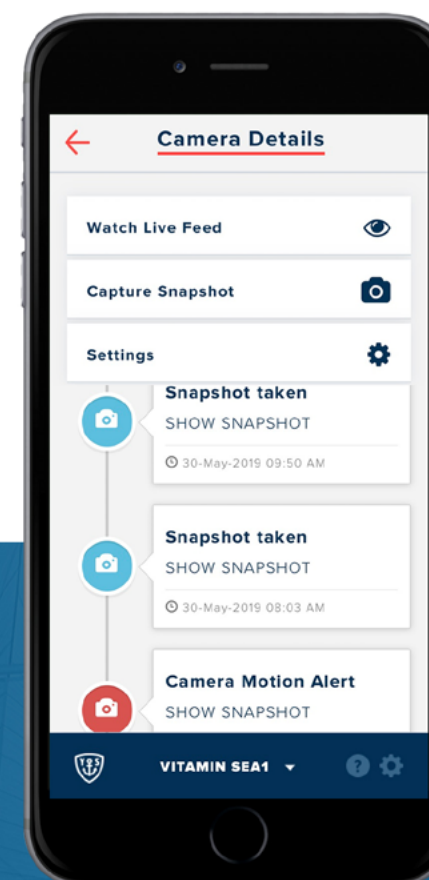 Camera Details
Watch Live Feed
Capture Snapshot
Settings
Snapshot taken
SHOW SNAPSHOT
30-May-2019 09:50 AM
Snapshot taken
SHOW SNAPSHOT
30-May-2019 08:03 AM
Camera Motion Alert
SHOW SNAPSHOT
T S
VITAMIN SEA1
?